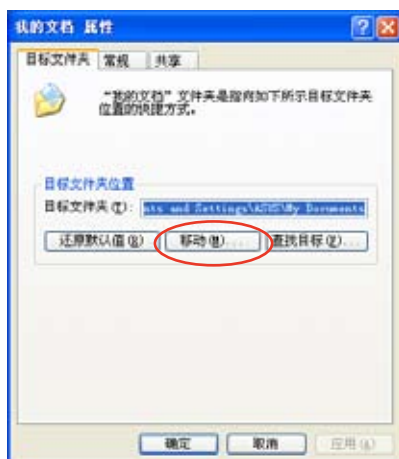 我的文档 属性
目标文件夹 常规 共享
“我的文档”文件夹是指向如下所示目标文件夹
位置的快捷方式。
目标文件夹位置
目标文件夹(T): nts and Settings\ASUS\My Documents
还原默认值(R) 移动(M)... 查找目标(F)...
确定 取消 应用(A)